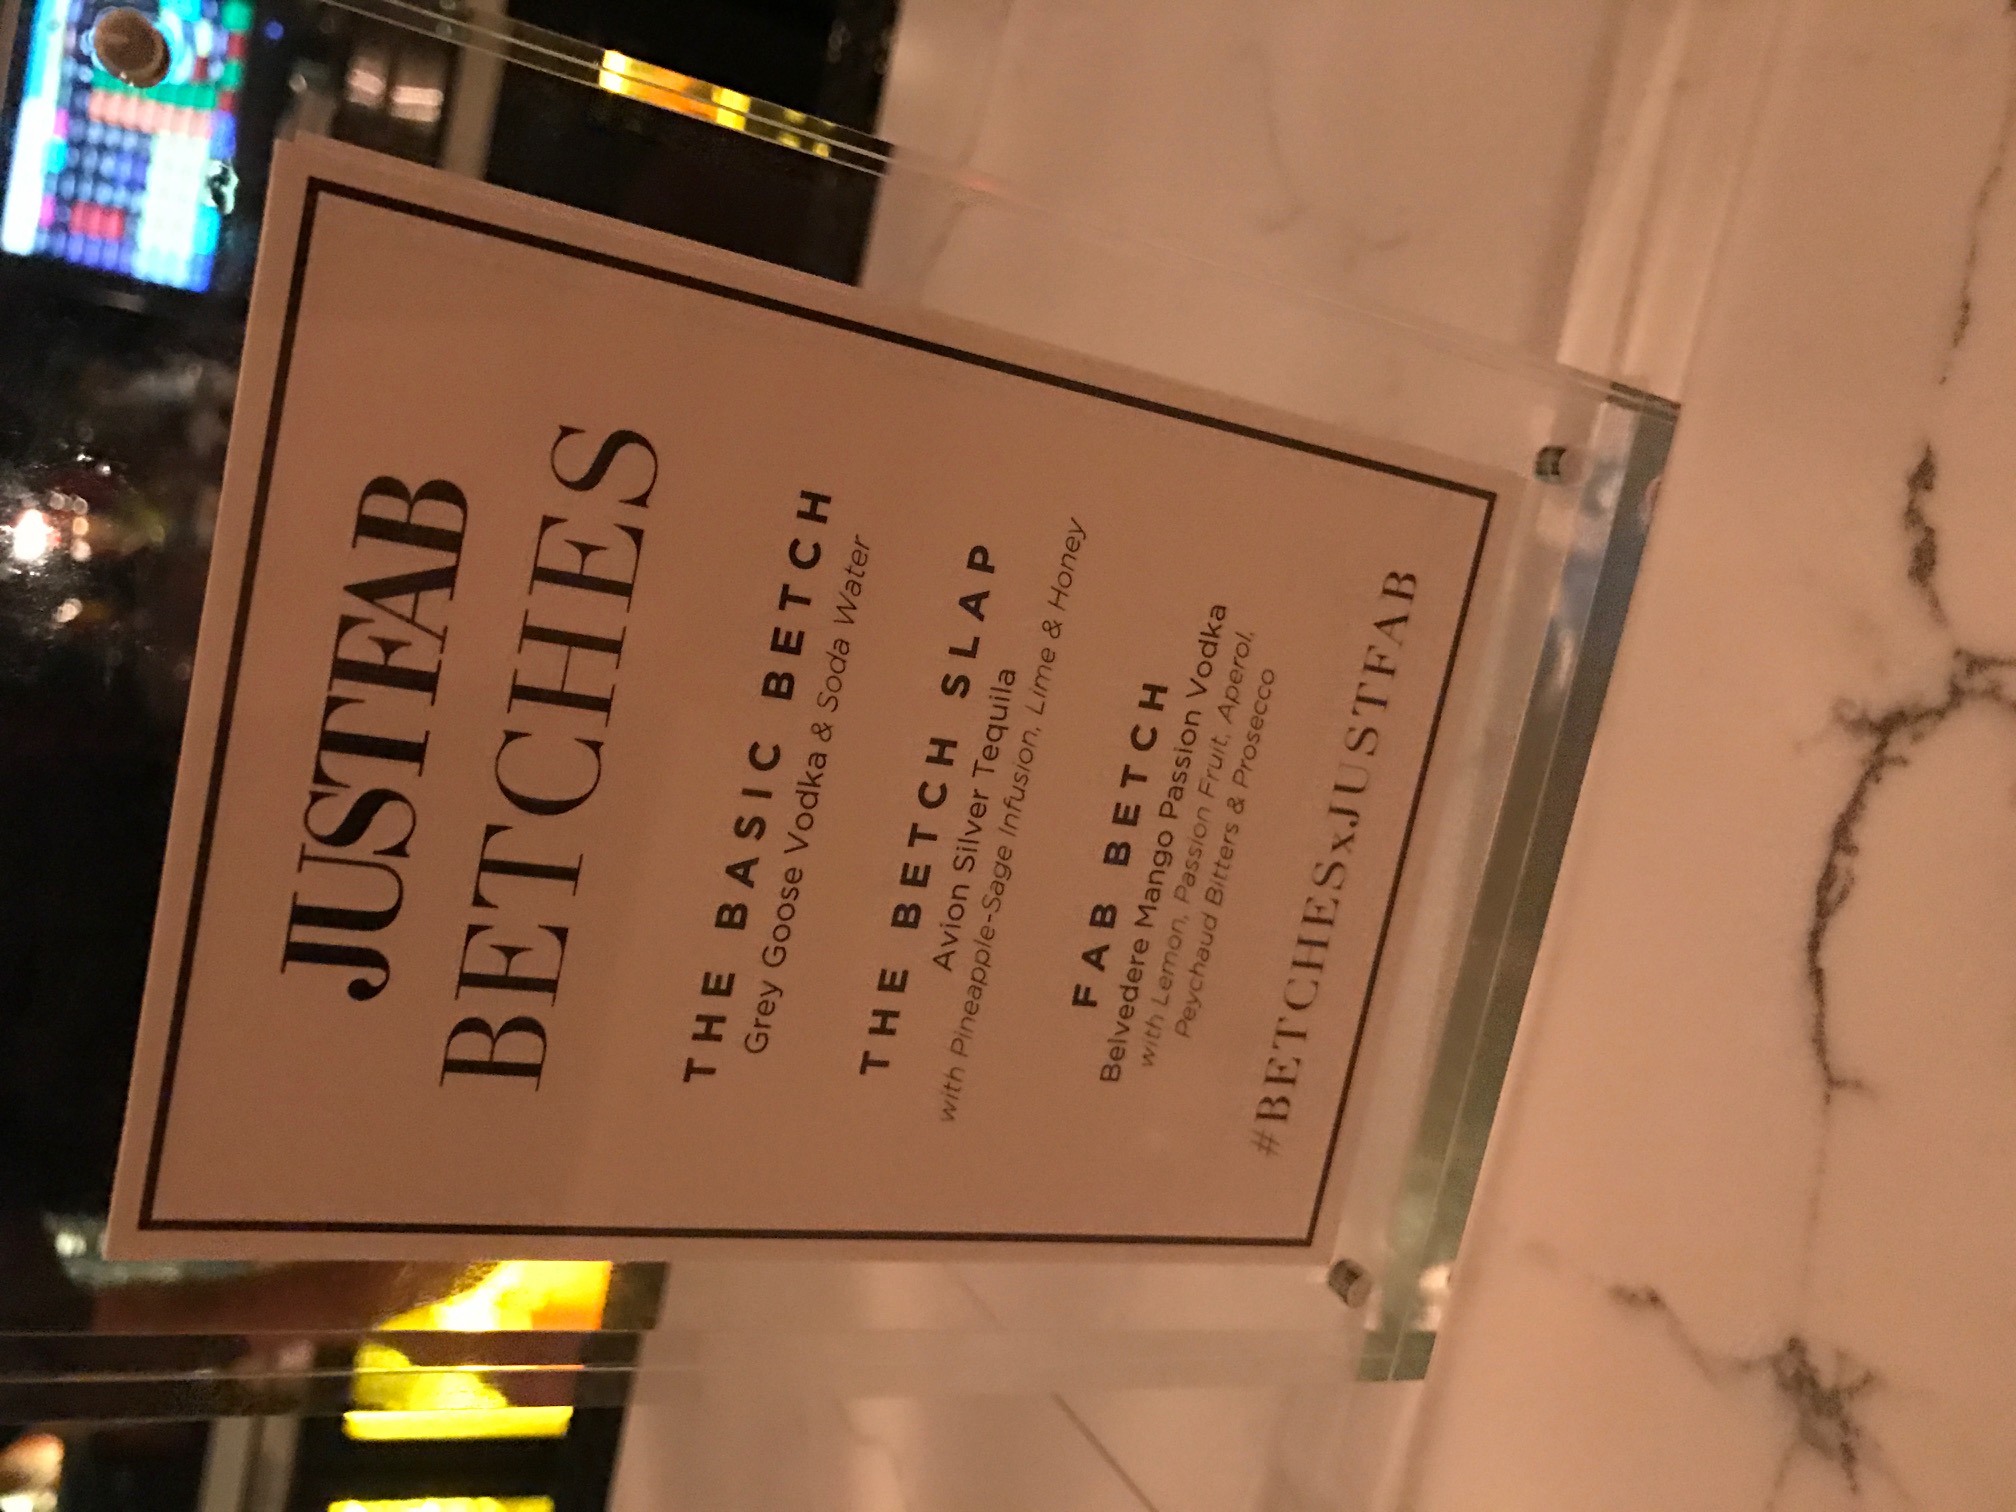 JUSTFAB
BETCHES
THE BASIC BETCH
Grey Goose Vodka & Soda Water
THE BETCH SLAP
Avion Silver Tequila
with Pineapple-Sage Infusion, Lime & Honey
FAB BETCH
Belvedere Mango Passion Vodka
with Lemon, Passion Fruit, Aperol,
Peychaud Bitters & Prosecco
#BETCHESxJUSTFAB